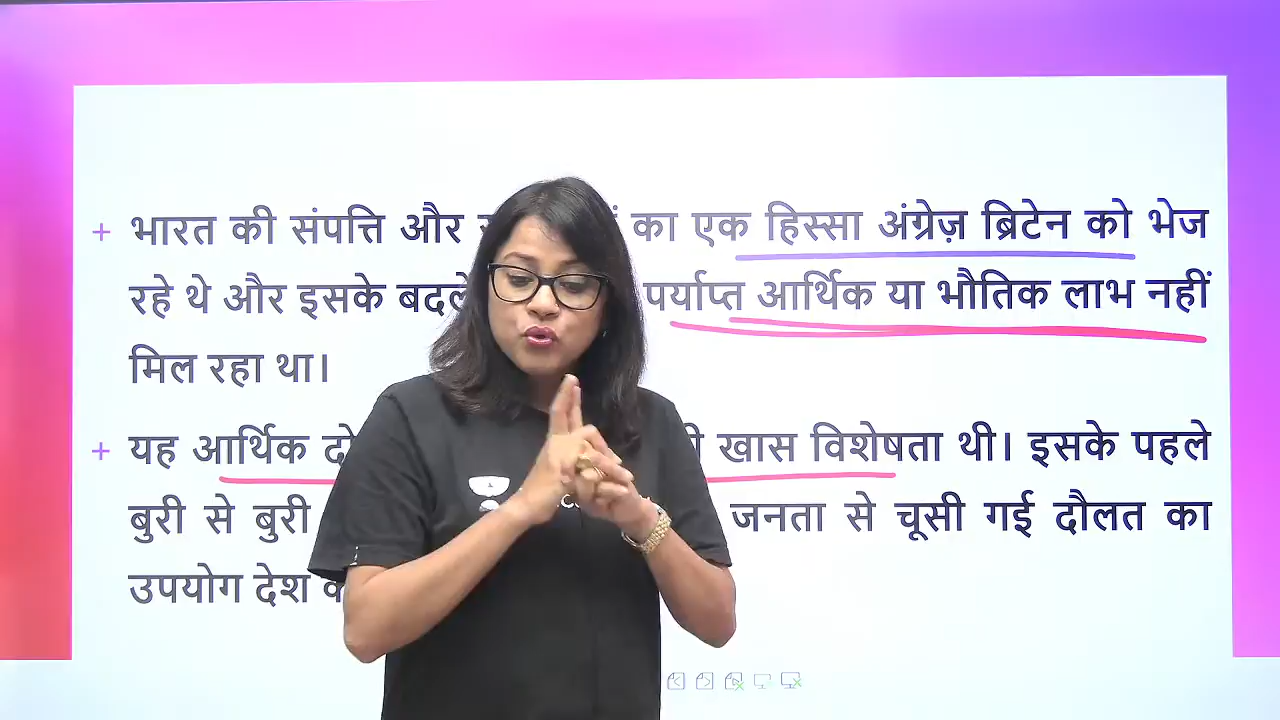 + भारत की संपत्ति और का एक हिस्सा अंग्रेज़ ब्रिटेन को भेज
रहे थे और इसके बदले पर्याप्त आर्थिक या भौतिक लाभ नहीं
मिल रहा था।
+ यह आर्थिक खास विशेषता थी। इसके पहले
बुरी से बुरी जनता से चूसी गई दौलत का
उपयोग देश